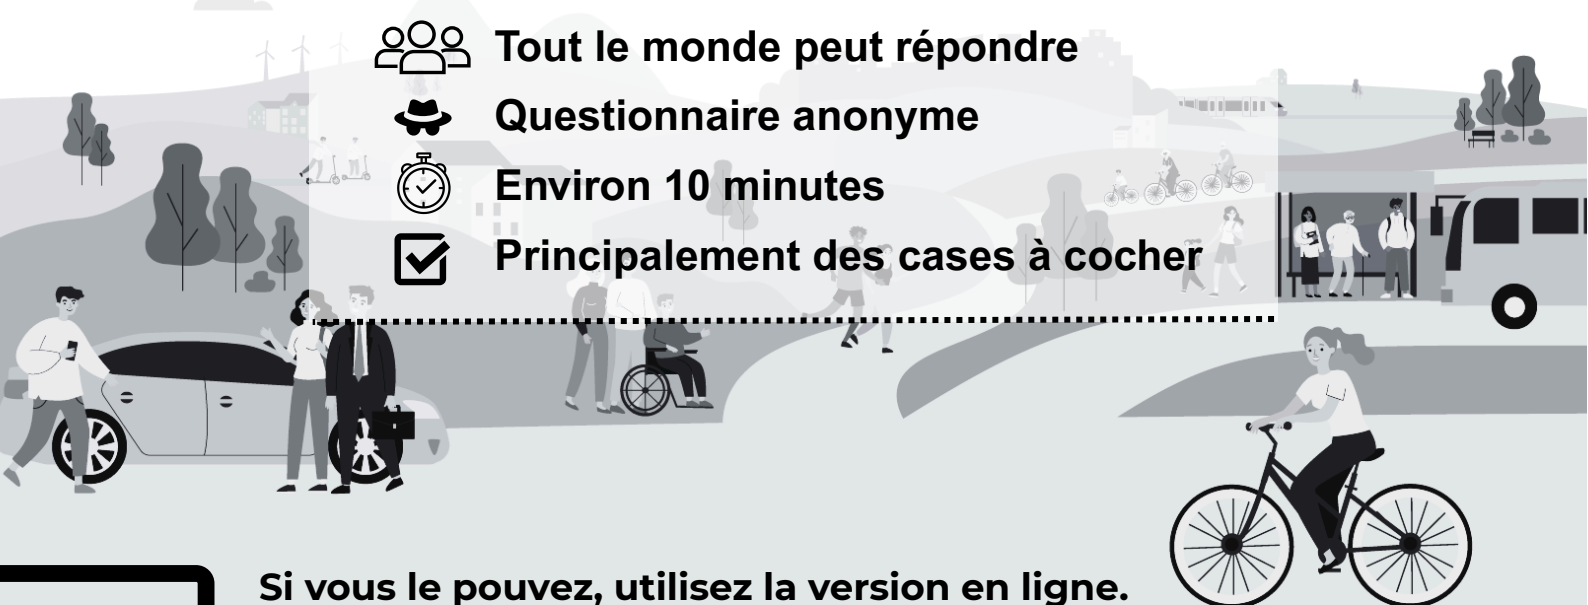 Tout le monde peut répondre
Questionnaire anonyme
Environ 10 minutes
Principalement des cases à cocher
Si vous le pouvez, utilisez la version en ligne.